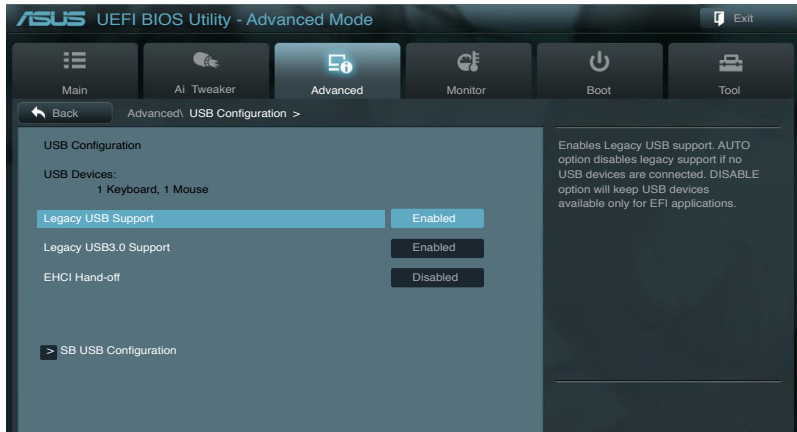 ASUS UEFI BIOS Utility - Advanced Mode
Exit
Main
Ai Tweaker
Advanced
Monitor
Boot
Tool
Back
Advanced\ USB Configuration >
USB Configuration
USB Devices:
1 Keyboard, 1 Mouse
Legacy USB Support Enabled
Legacy USB3.0 Support Enabled
EHCI Hand-off Disabled
> SB USB Configuration
Enables Legacy USB support. AUTO
option disables legacy support if no
USB devices are connected. DISABLE
option will keep USB devices
available only for EFI applications.